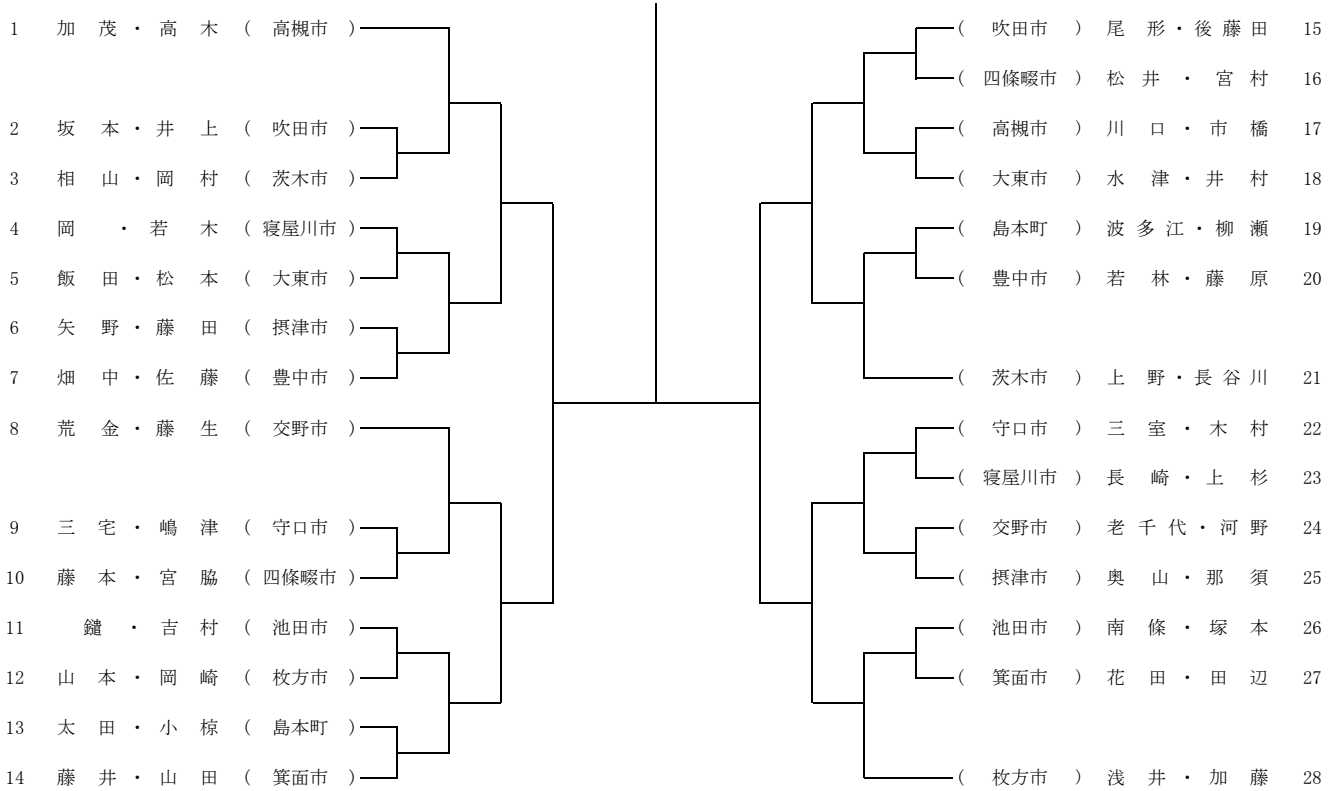 1 加茂・高木 ( 高槻市 )
2 坂本・井上 ( 吹田市 )
3 相山・岡村 ( 茨木市 )
4 岡・若木 ( 寝屋川市 )
5 飯田・松本 ( 大東市 )
6 矢野・藤田 ( 摂津市 )
7 畑中・佐藤 ( 豊中市 )
8 荒金・藤生 ( 交野市 )
9 三宅・嶋津 ( 守口市 )
10 藤本・宮脇 ( 四條畷市 )
11 鑓・吉村 ( 池田市 )
12 山本・岡崎 ( 枚方市 )
13 太田・小椋 ( 島本町 )
14 藤井・山田 ( 箕面市 )
( 吹田市 ) 尾形・後藤田 15
( 四條畷市 ) 松井・宮村 16
( 高槻市 ) 川口・市橋 17
( 大東市 ) 水津・井村 18
( 島本町 ) 波多江・柳瀬 19
( 豊中市 ) 若林・藤原 20
( 茨木市 ) 上野・長谷川 21
( 守口市 ) 三室・木村 22
( 寝屋川市 ) 長崎・上杉 23
( 交野市 ) 老千代・河野 24
( 摂津市 ) 奥山・那須 25
( 池田市 ) 南條・塚本 26
( 箕面市 ) 花田・田辺 27
( 枚方市 ) 浅井・加藤 28